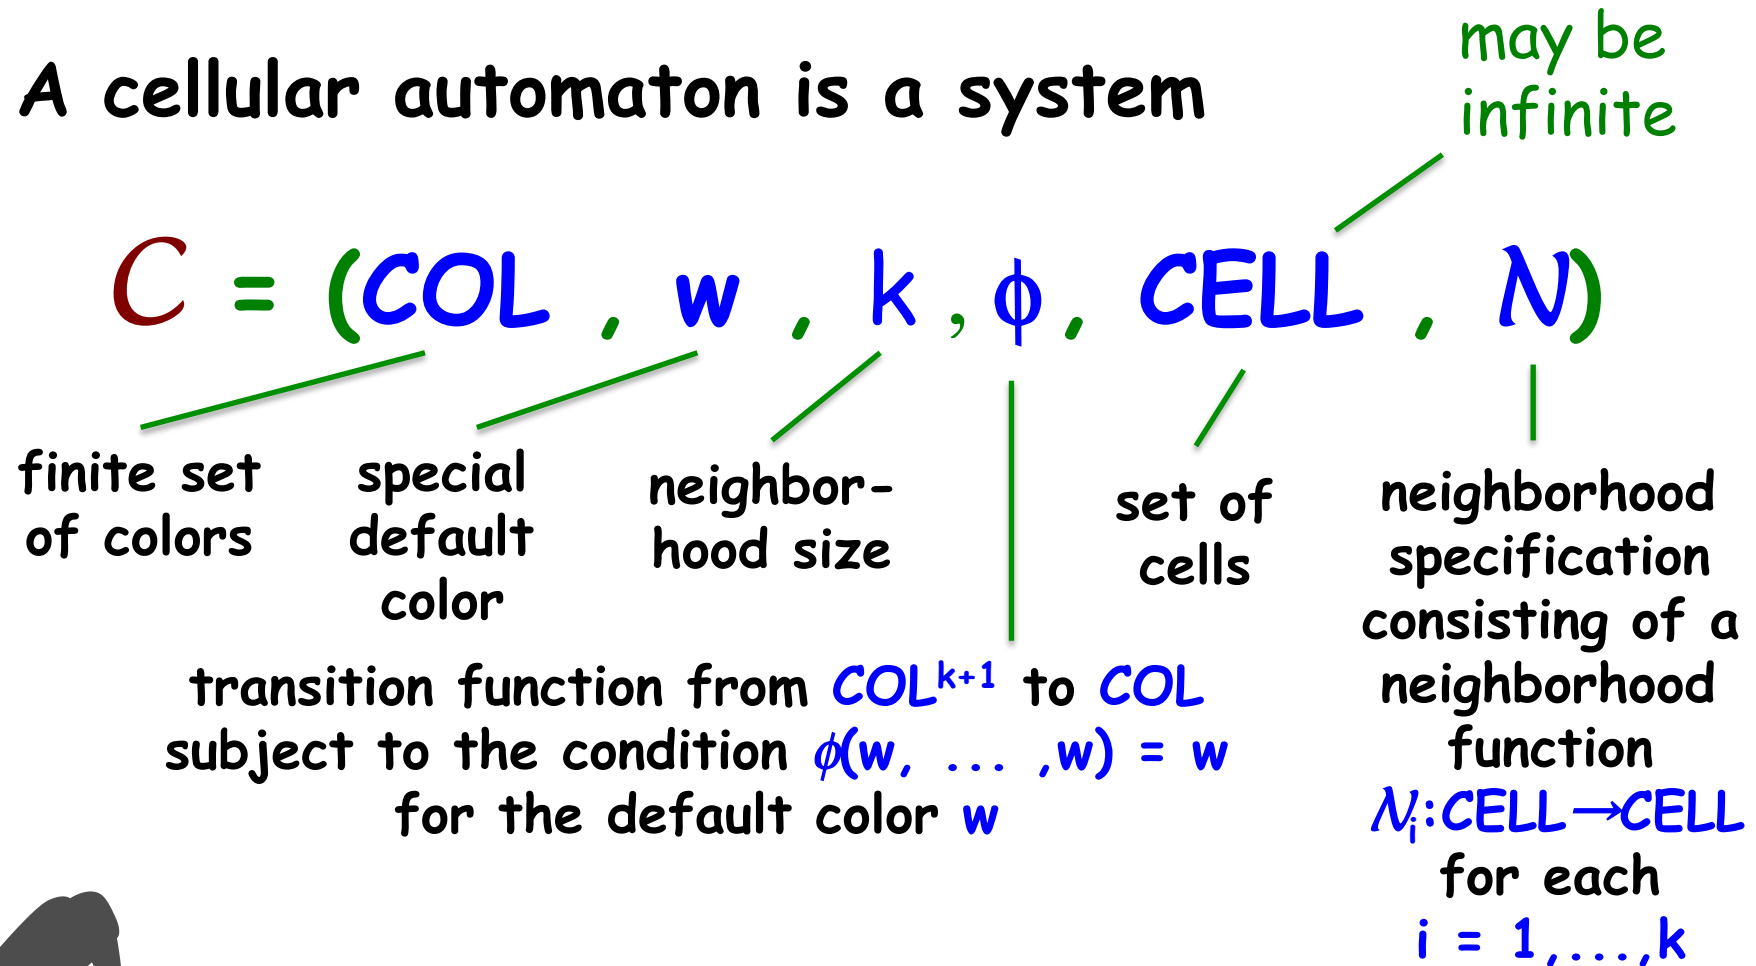 may be
infinite
A cellular automaton is a system
C = (COL , w , k , ϕ, CELL , N)
finite set
of colors
special
default
color
neighbor-
hood size
set of
cells
neighborhood
specification
consisting of a
neighborhood
function
Nᵢ:CELL→CELL
for each
i = 1,...,k
transition function from COLᵏ⁺¹ to COL
subject to the condition ϕ(w, ... ,w) = w
for the default color w